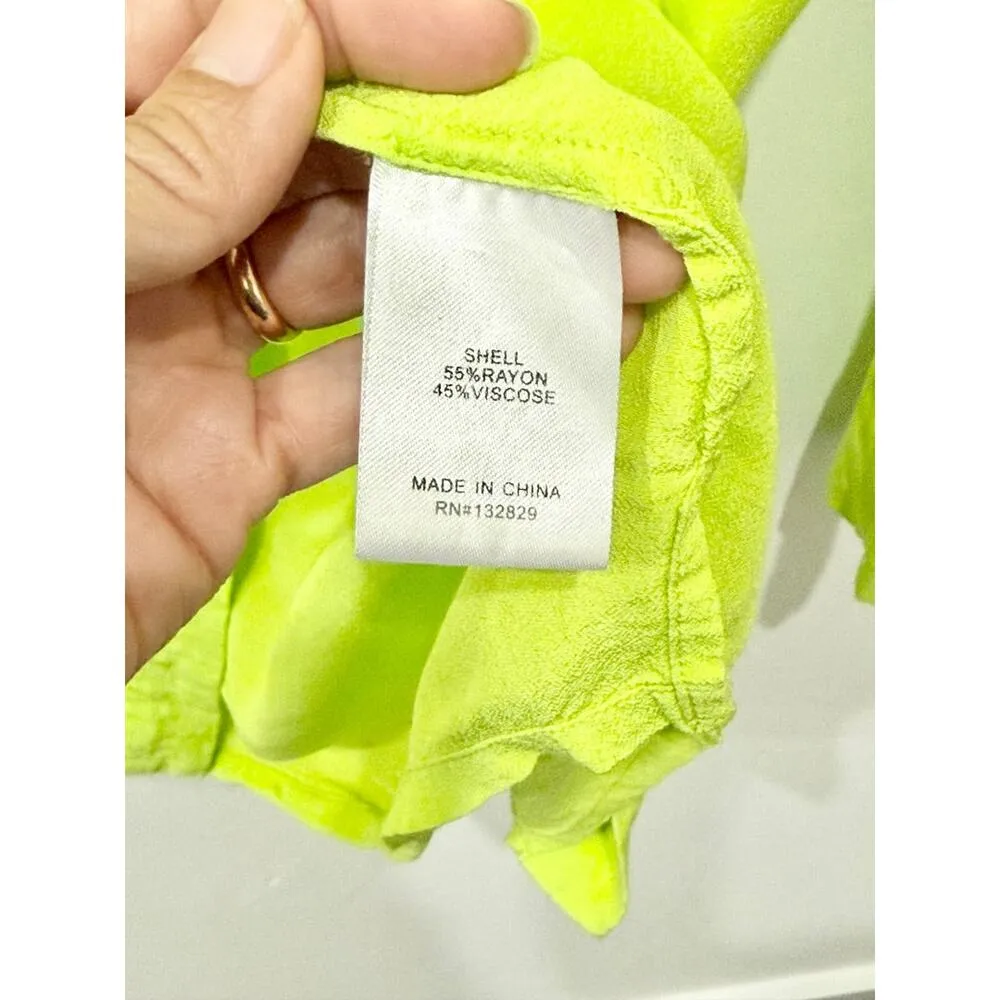 SHELL
55%RAYON
45%VISCOSE
MADE IN CHINA
RN#132829